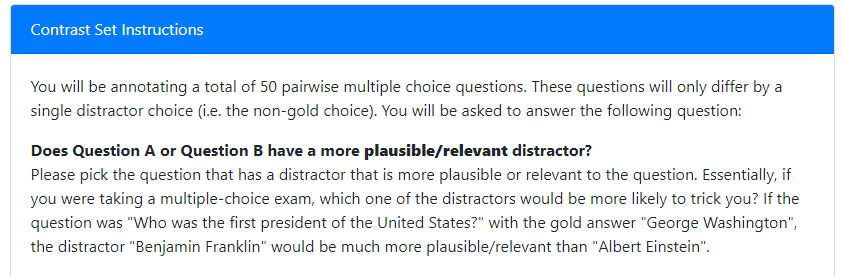 Contrast Set Instructions
You will be annotating a total of 50 pairwise multiple choice questions. These questions will only differ by a
single distractor choice (i.e. the non-gold choice). You will be asked to answer the following question:
Does Question A or Question B have a more plausible/relevant distractor?
Please pick the question that has a distractor that is more plausible or relevant to the question. Essentially, if
you were taking a multiple-choice exam, which one of the distractors would be more likely to trick you? If the
question was "Who was the first president of the United States?" with the gold answer "George Washington",
the distractor "Benjamin Franklin" would be much more plausible/relevant than "Albert Einstein".